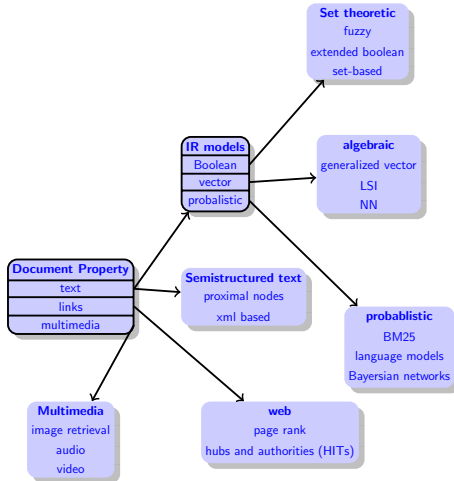 Set theoretic
fuzzy
extended boolean
set-based
IR models
Boolean
vector
probalistic
algebraic
generalized vector
LSI
NN
Document Property
text
links
multimedia
Semistructured text
proximal nodes
xml based
probablistic
BM25
language models
Bayersian networks
Multimedia
image retrieval
audio
video
web
page rank
hubs and authorities (HITs)